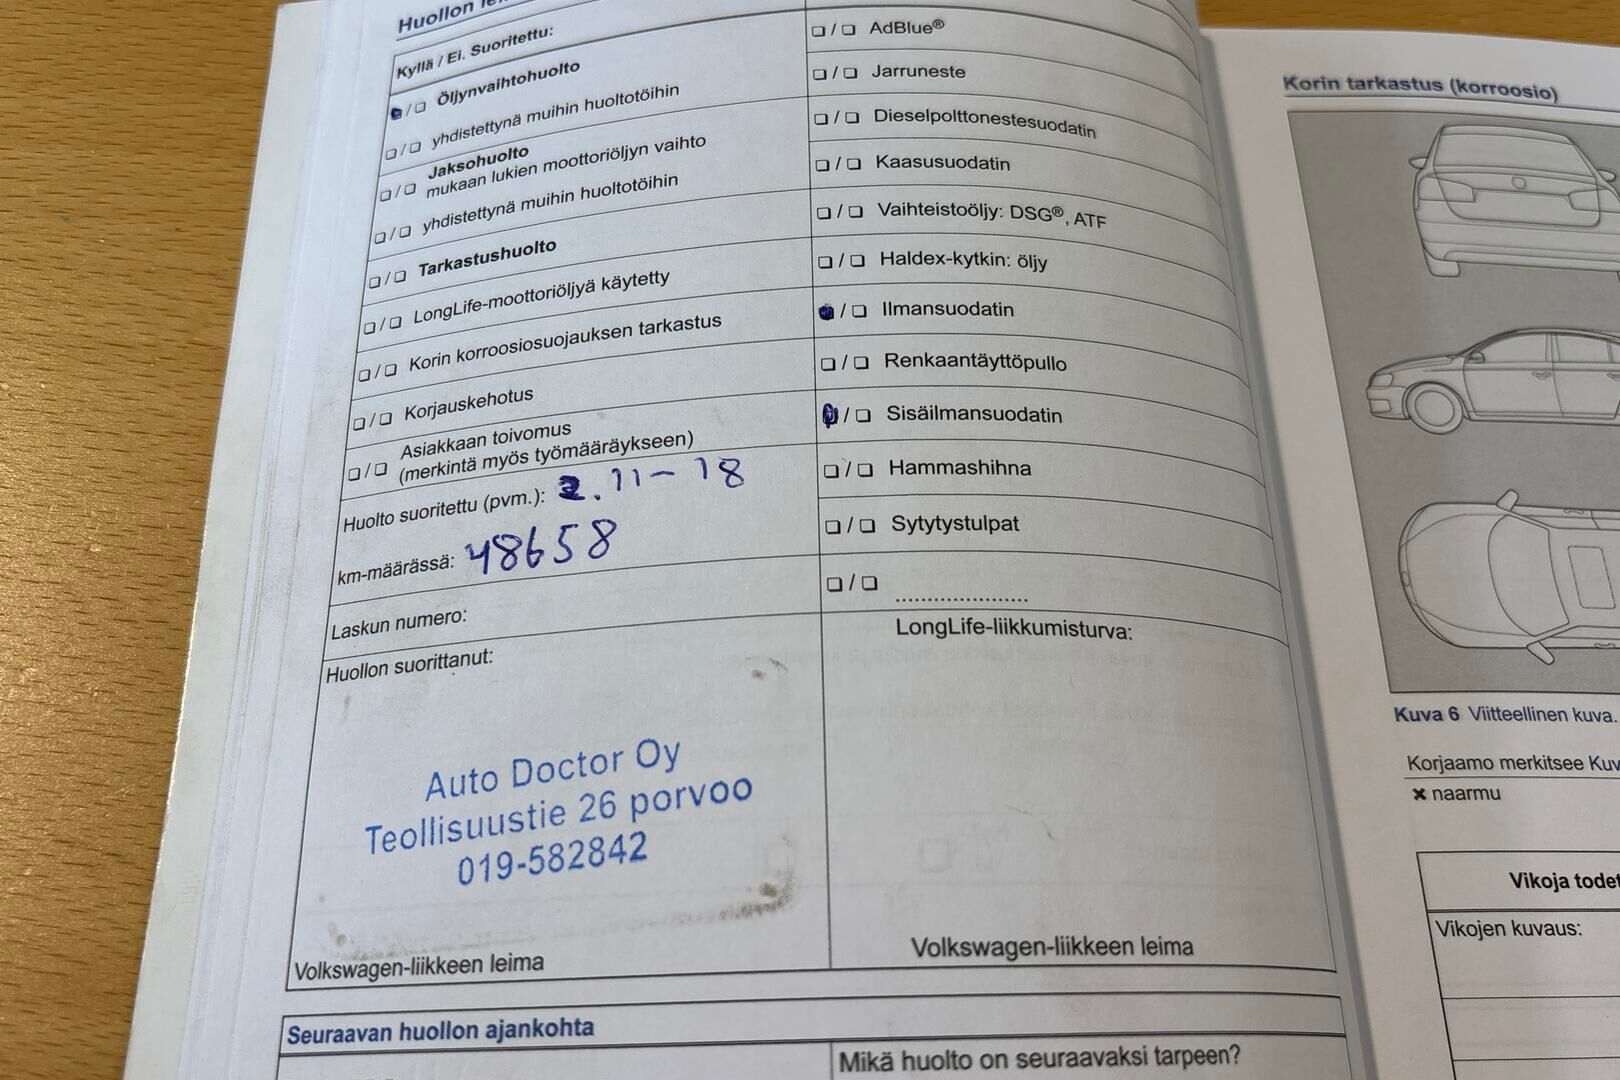 Huollon
Kyllä / Ei. Suoritettu:
❏/❏ Öljynvaihtohuolto
❏/❏ yhdistettynä muihin huoltotöihin
❏/❏ Jaksohuolto
mukaan lukien moottoriöljyn vaihto
❏/❏ yhdistettynä muihin huoltotöihin
❏/❏ Tarkastushuolto
❏/❏ LongLife-moottoriöljyä käytetty
❏/❏ Korin korroosiosuojauksen tarkastus
❏/❏ Korjauskehotus
❏/❏ Asiakkaan toivomus
(merkintä myös työmääräykseen)
Huolto suoritettu (pvm.): 2.11-18
km-määrässä: 48658
Laskun numero:
Huollon suorittanut:
Auto Doctor Oy
Teollisuustie 26 porvoo
019-582842
Volkswagen-liikkeen leima
❏/❏ AdBlue®
❏/❏ Jarruneste
❏/❏ Dieselpolttonestesuodatin
❏/❏ Kaasusuodatin
❏/❏ Vaihteistoöljy: DSG®, ATF
❏/❏ Haldex-kytkin: öljy
❏/❏ Ilmansuodatin
❏/❏ Renkaantäyttöpullo
❏/❏ Sisäilmansuodatin
❏/❏ Hammashihna
❏/❏ Sytytystulpat
❏/❏ .....................
LongLife-liikkumisturva:
Volkswagen-liikkeen leima
Seuraavan huollon ajankohta
Mikä huolto on seuraavaksi tarpeen?
Korin tarkastus (korroosio)
Kuva 6 Viitteellinen kuva.
Korjaamo merkitsee
× naarmu
Vikoja
Vikojen kuvaus: